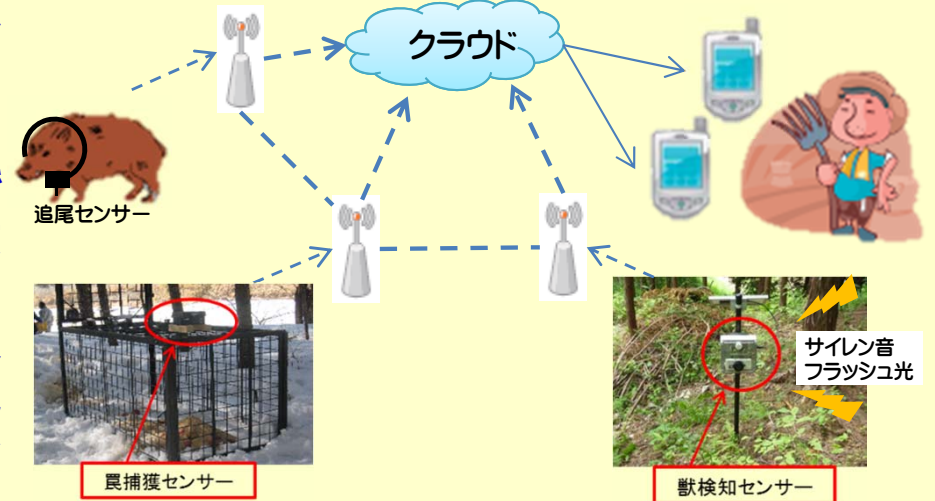 クラウド
追尾センサー
サイレン音
フラッシュ光
罠捕獲センサー
獣検知センサー